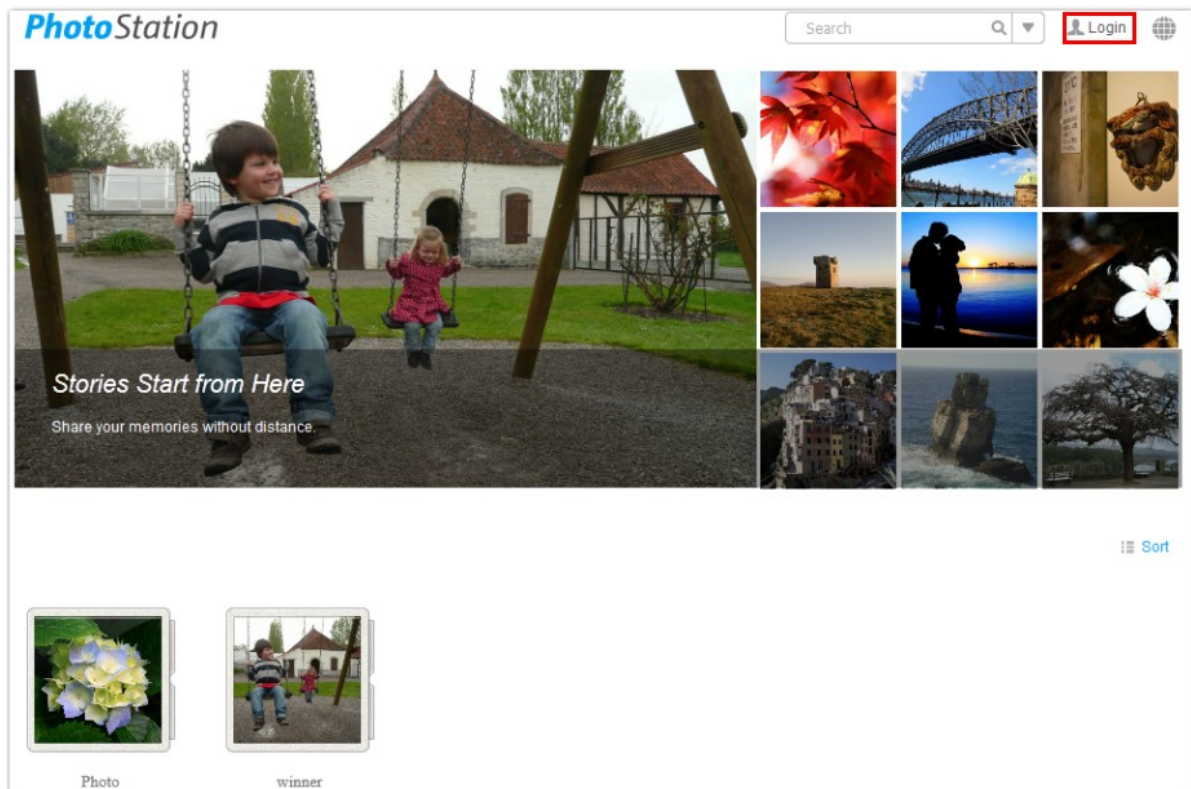 PhotoStation
Search
Login
Stories Start from Here
Share your memories without distance.
Sort
Photo
winner